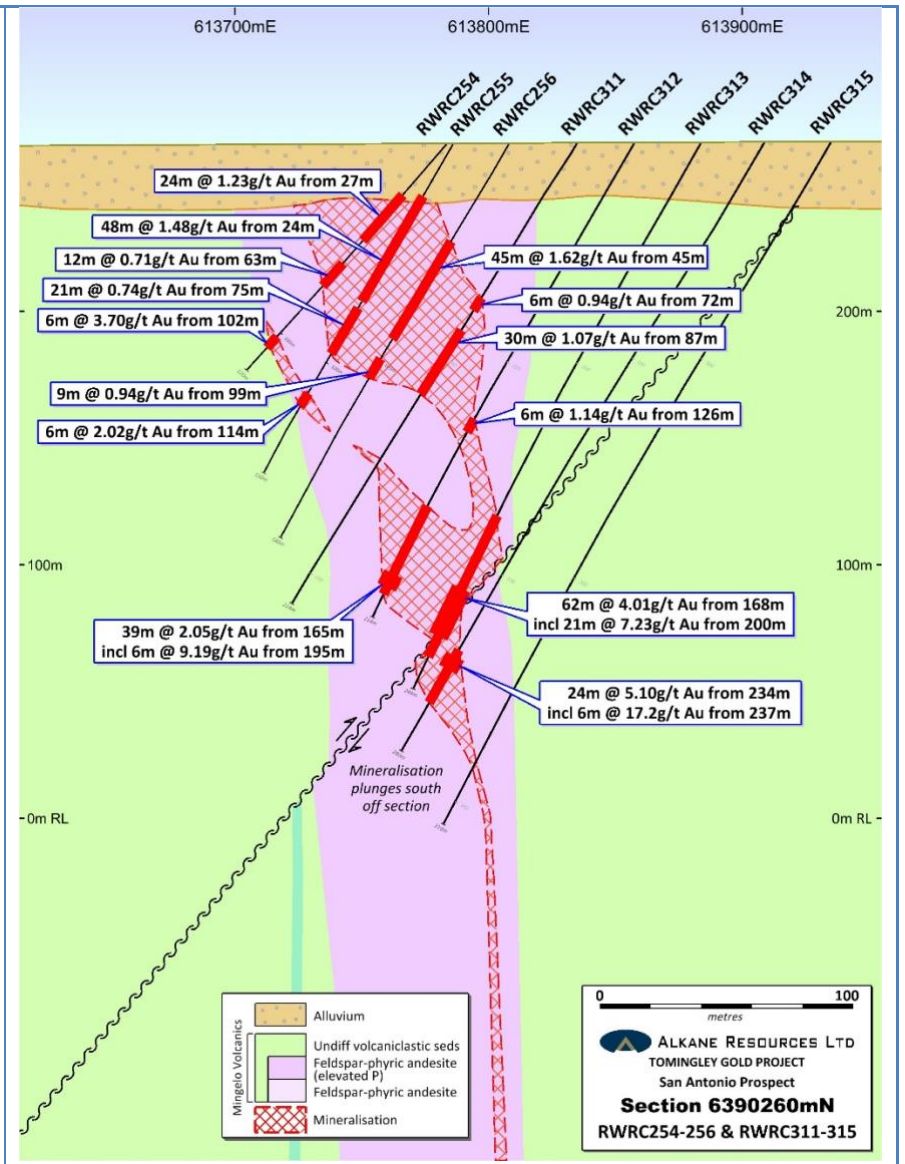 613700mE
613800mE
613900mE
RWRC254
RWRC255
RWRC256
RWRC311
RWRC312
RWRC313
RWRC314
RWRC315
24m @ 1.23g/t Au from 27m
48m @ 1.48g/t Au from 24m
12m @ 0.71g/t Au from 63m
21m @ 0.74g/t Au from 75m
6m @ 3.70g/t Au from 102m
9m @ 0.94g/t Au from 99m
6m @ 2.02g/t Au from 114m
45m @ 1.62g/t Au from 45m
6m @ 0.94g/t Au from 72m
30m @ 1.07g/t Au from 87m
6m @ 1.14g/t Au from 126m
200m
100m
100m
39m @ 2.05g/t Au from 165m
incl 6m @ 9.19g/t Au from 195m
62m @ 4.01g/t Au from 168m
incl 21m @ 7.23g/t Au from 200m
24m @ 5.10g/t Au from 234m
incl 6m @ 17.2g/t Au from 237m
Mineralisation
plunges south
off section
0m RL
0m RL
Mingelo Volcanics
Alluvium
Undiff volcaniclastic seds
Feldspar-phyric andesite
(elevated P)
Feldspar-phyric andesite
Mineralisation
0 100
metres
ALKANE RESOURCES LTD
TOMINGLEY GOLD PROJECT
San Antonio Prospect
Section 6390260mN
RWRC254-256 & RWRC311-315